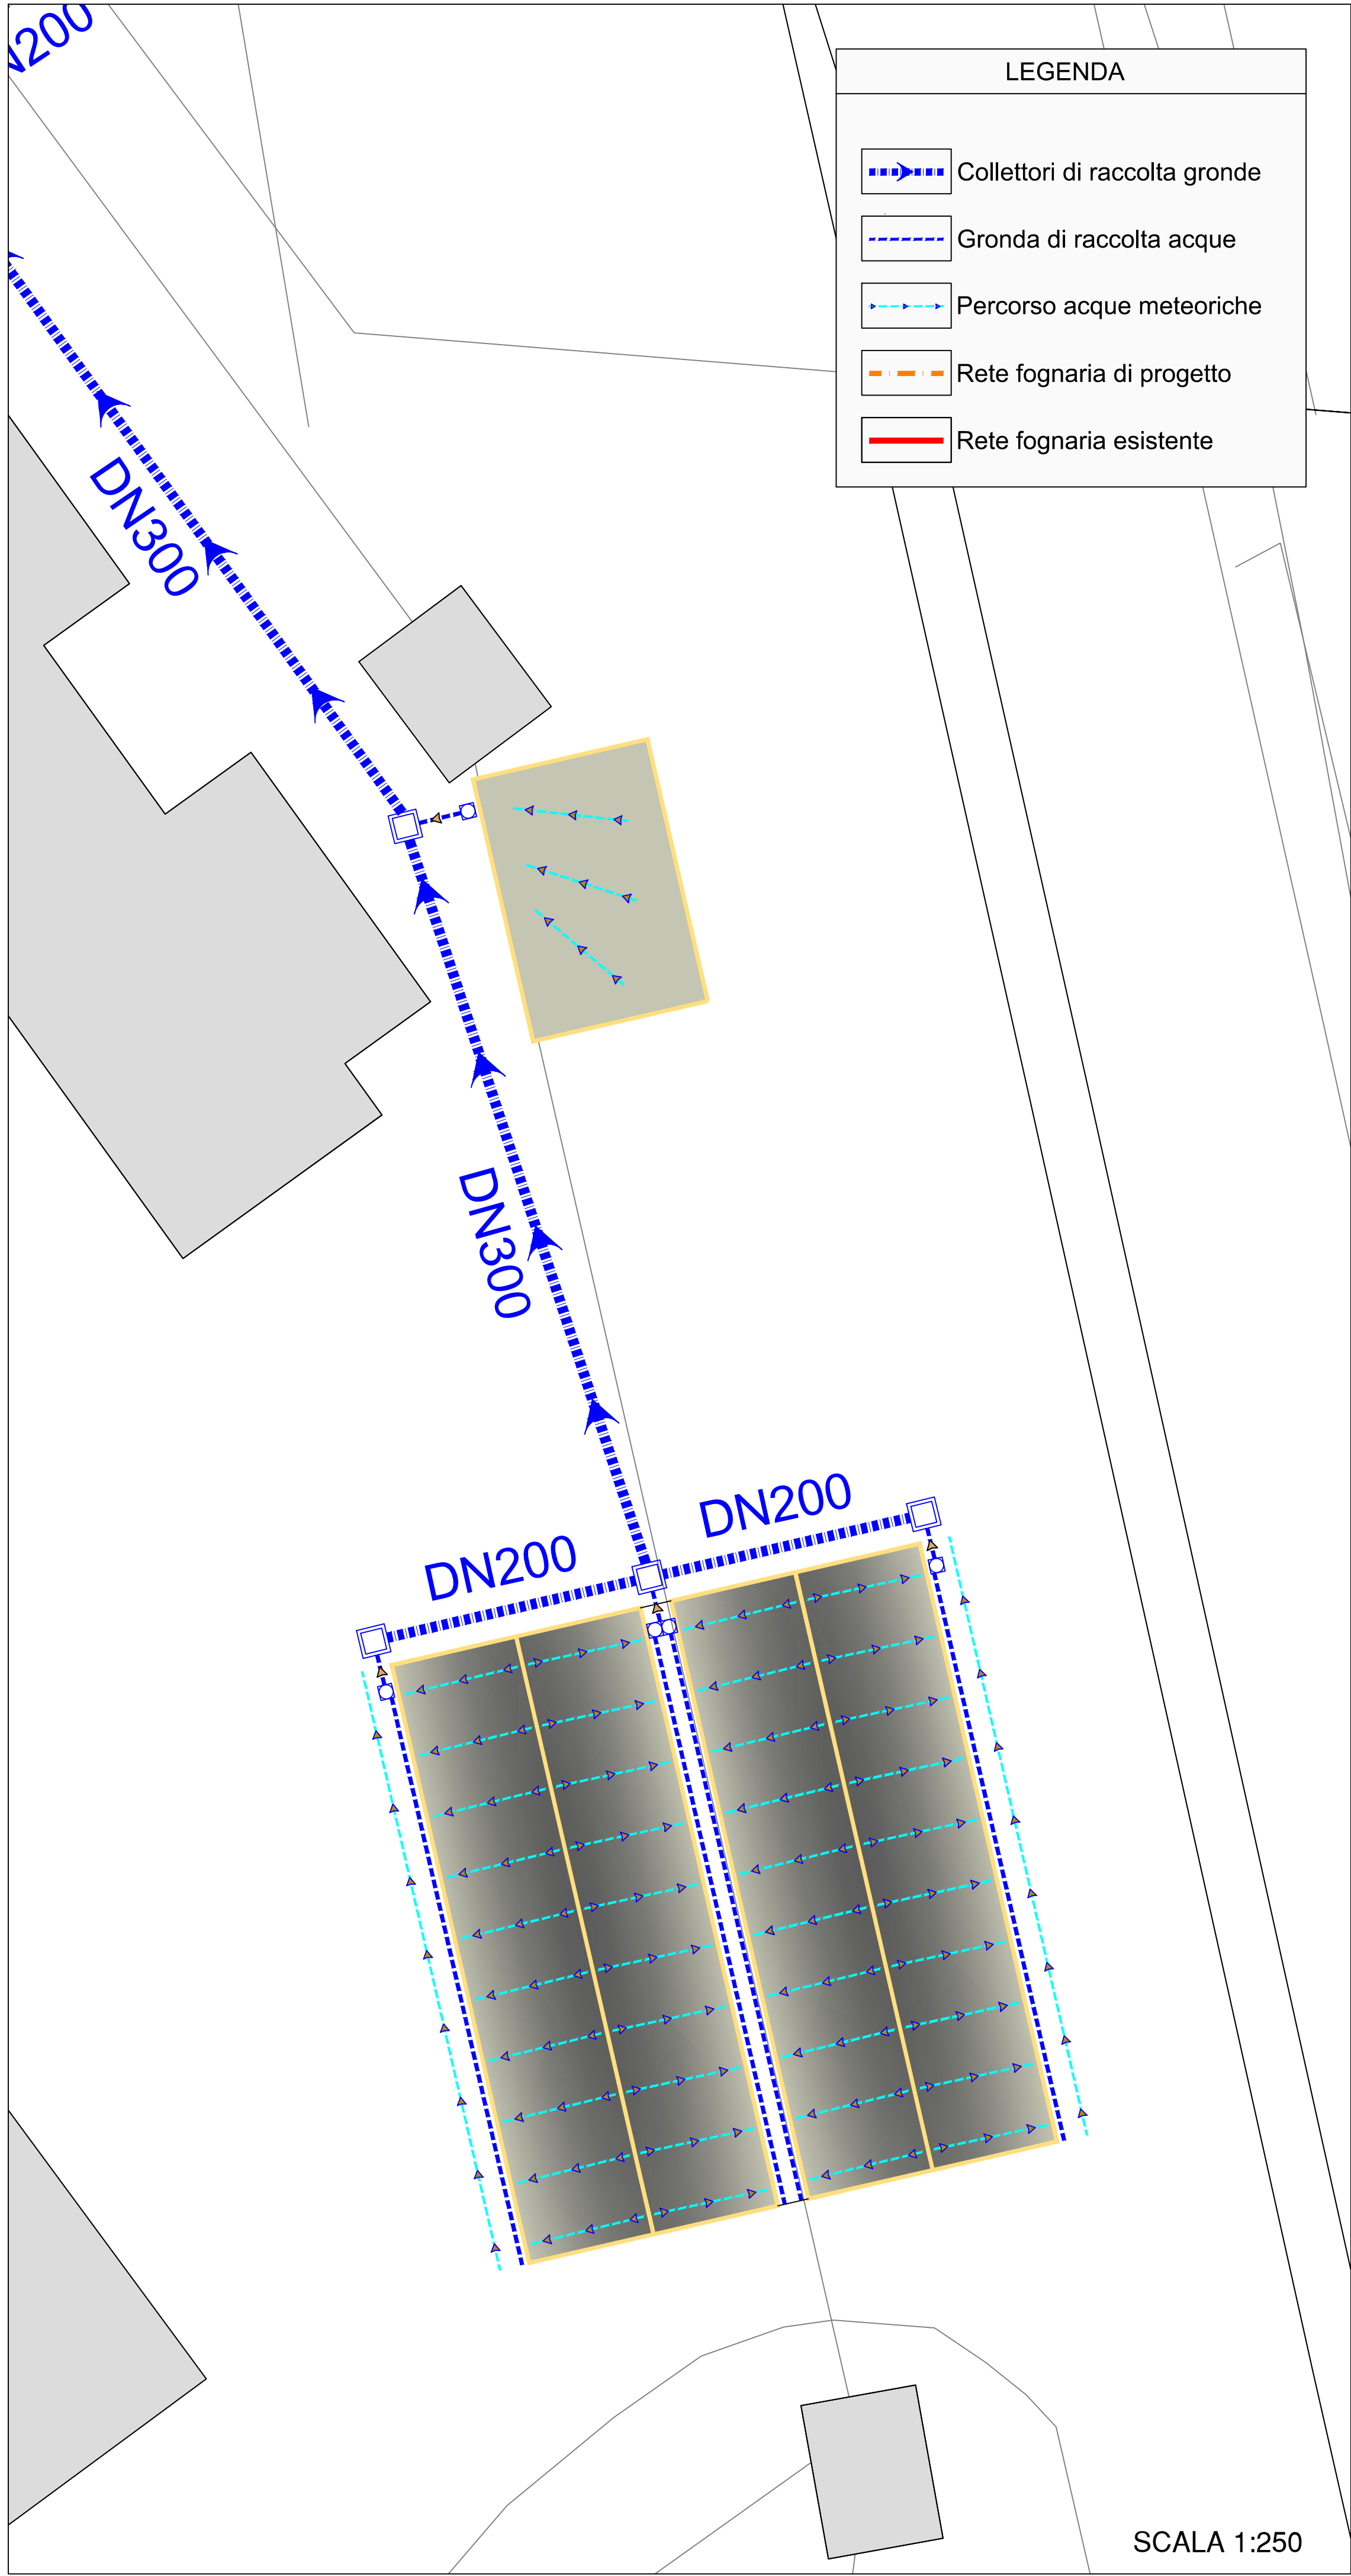 N200
LEGENDA
Collettori di raccolta gronde
Gronda di raccolta acque
Percorso acque meteoriche
Rete fognaria di progetto
Rete fognaria esistente
DN300
DN300
DN200
DN200
SCALA 1:250